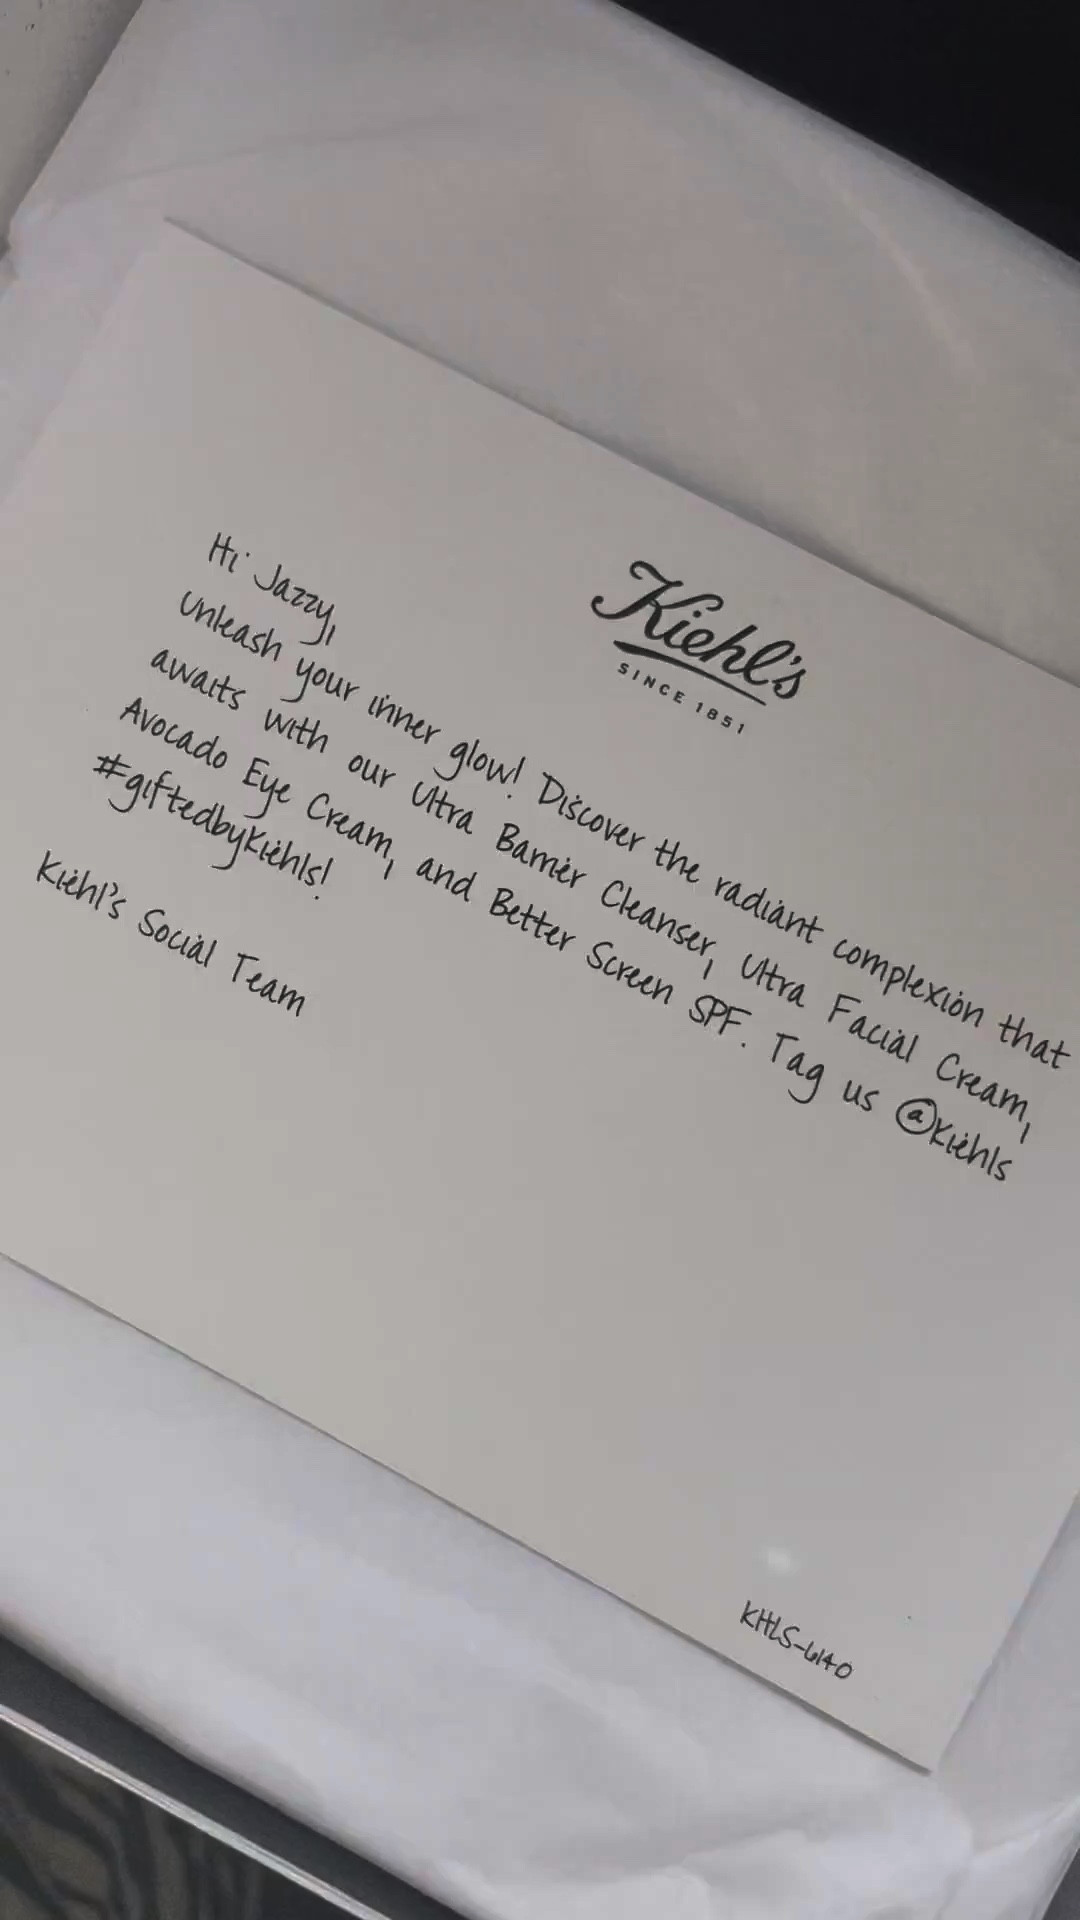 Kiehl's
SINCE 1851
Hi Jazzy,
Unleash your inner glow! Discover the radiant complexion that
awaits with our Ultra Barrier Cleanser, Ultra Facial Cream,
Avocado Eye Cream, and Better Screen SPF. Tag us @kiehls
#giftedbykiehls!
Kiehl's Social Team
KHLS-6140